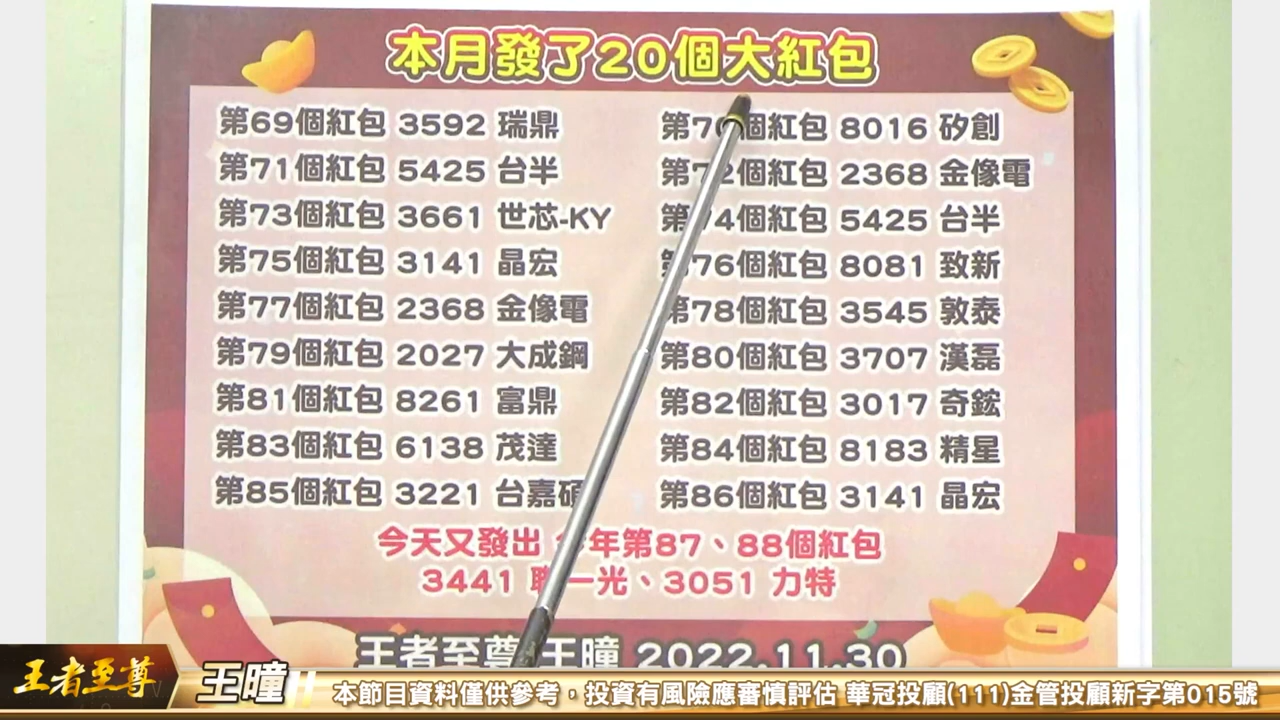 本月發了20個大紅包
第69個紅包 3592 瑞鼎
第70個紅包 8016 矽創
第71個紅包 5425 台半
第72個紅包 2368 金像電
第73個紅包 3661 世芯-KY
第74個紅包 5425 台半
第75個紅包 3141 晶宏
第76個紅包 8081 致新
第77個紅包 2368 金像電
第78個紅包 3545 敦泰
第79個紅包 2027 大成鋼
第80個紅包 3707 漢磊
第81個紅包 8261 富鼎
第82個紅包 3017 奇鋐
第83個紅包 6138 茂達
第84個紅包 8183 精星
第85個紅包 3221 台嘉碩
第86個紅包 3141 晶宏
今天又發出 今年第87、88個紅包
3441 聯一光、3051 力特
王者至尊 王曈 2022.11.30
王者至尊 王曈
本節目資料僅供參考，投資有風險應審慎評估 華冠投顧(111)金管投顧新字第015號